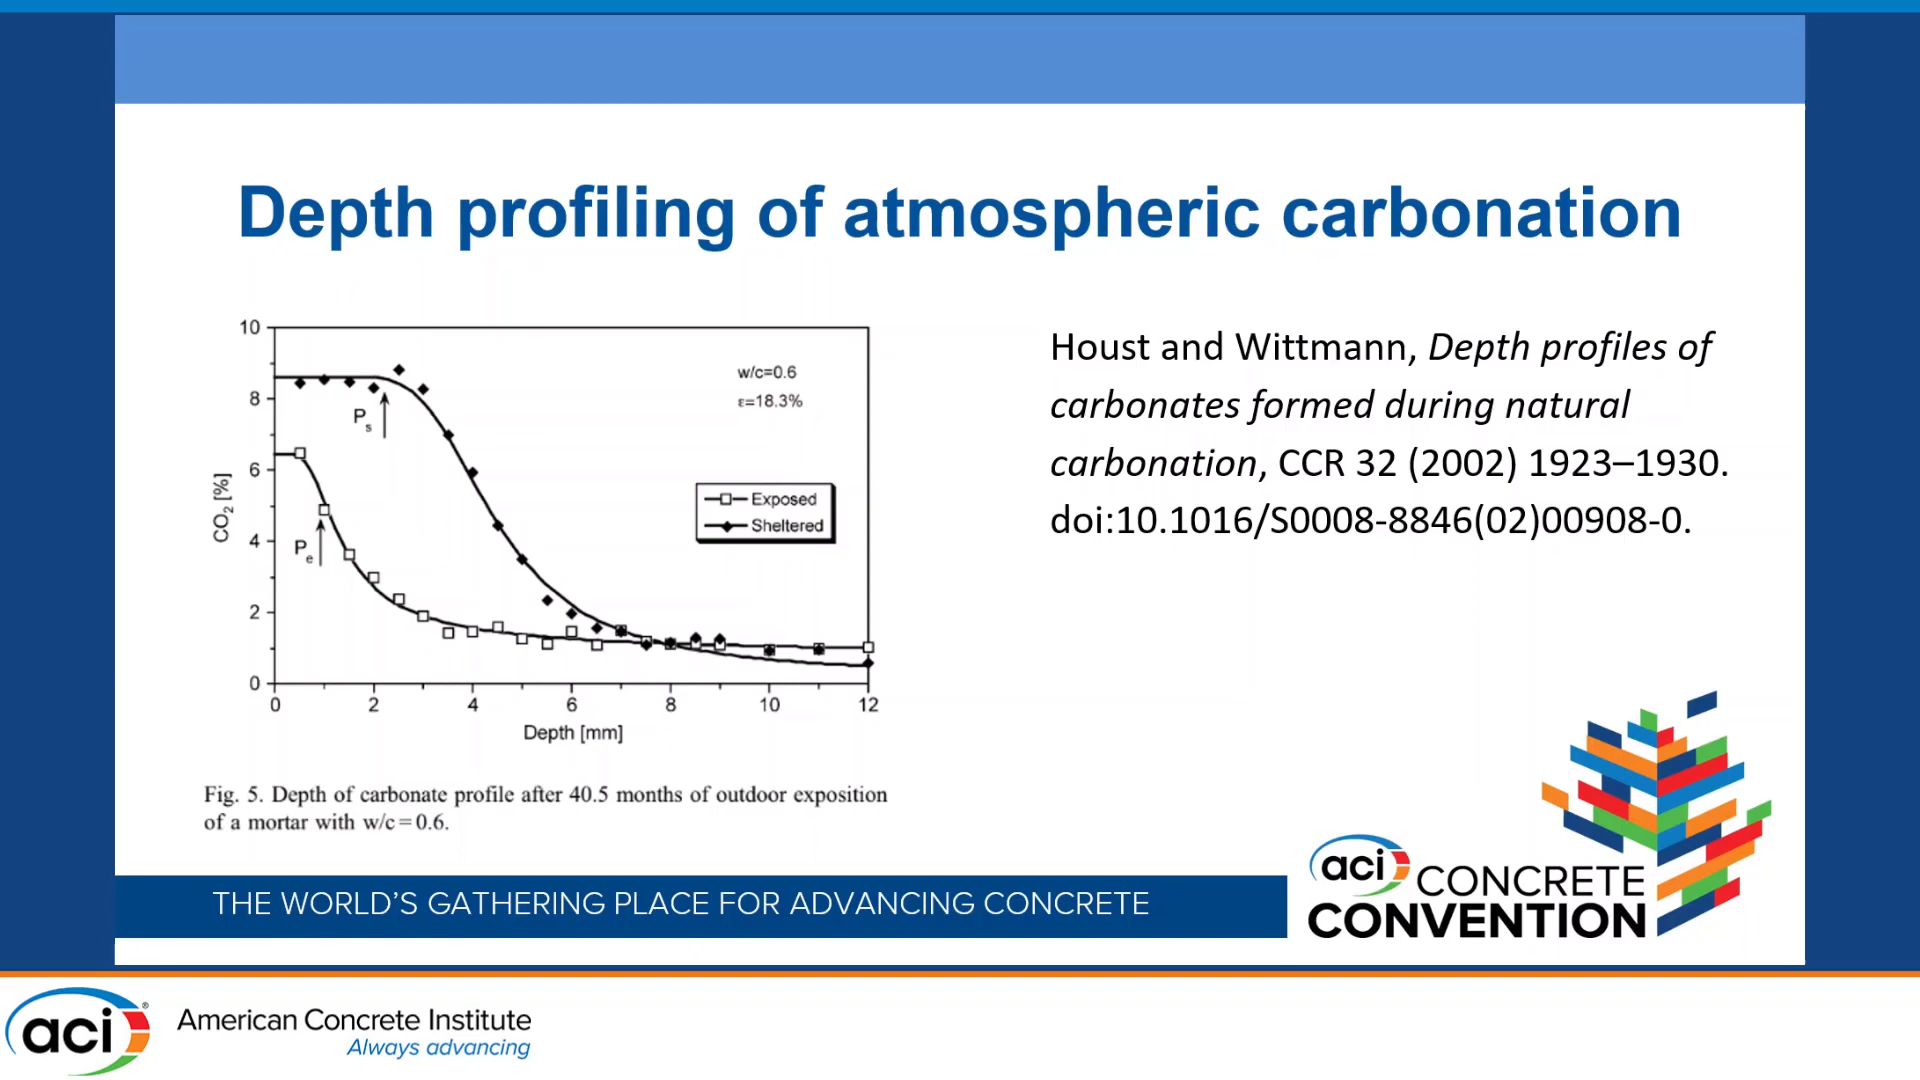 Depth profiling of atmospheric carbonation
10
8
6
4
2
0
CO2 [%]
Ps
Pe
w/c=0.6
ε=18.3%
Exposed
Sheltered
0 2 4 6 8 10 12
Depth [mm]
Fig. 5. Depth of carbonate profile after 40.5 months of outdoor exposition
of a mortar with w/c=0.6.
Houst and Wittmann, Depth profiles of
carbonates formed during natural
carbonation, CCR 32 (2002) 1923–1930.
doi:10.1016/S0008-8846(02)00908-0.
THE WORLD'S GATHERING PLACE FOR ADVANCING CONCRETE
aci CONCRETE
CONVENTION
aci®
American Concrete Institute
Always advancing